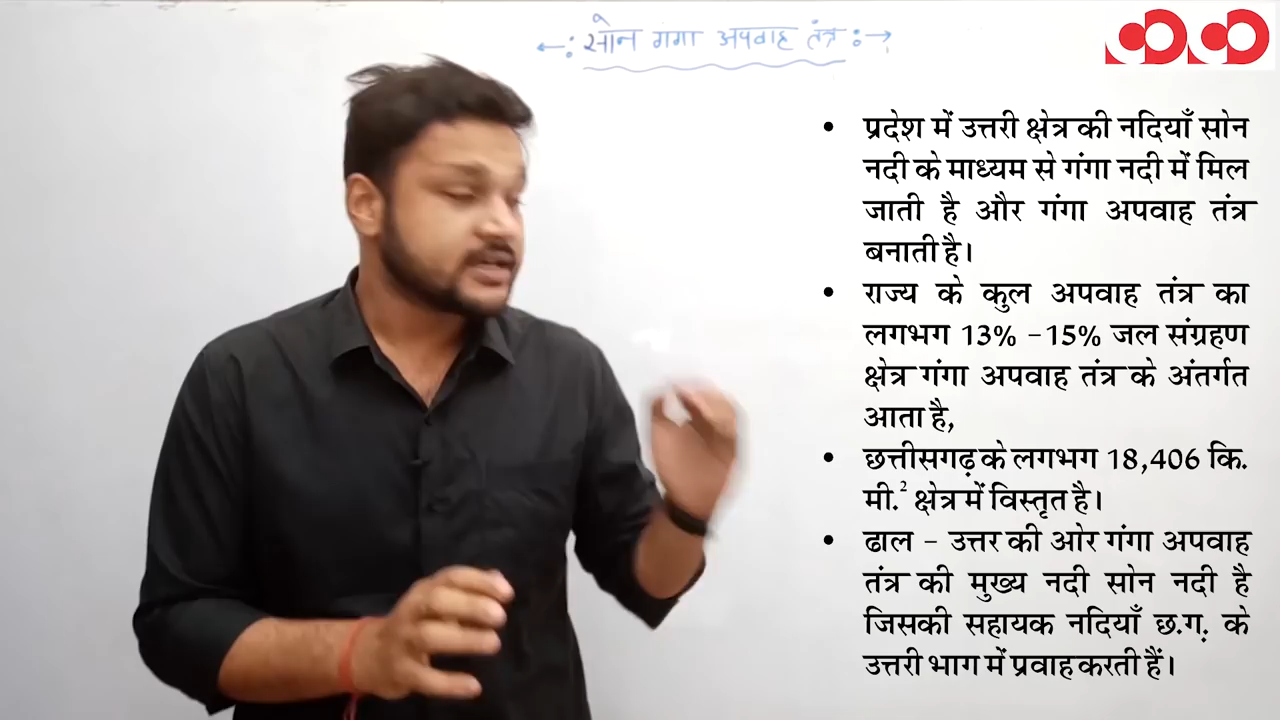 ←: सोन गंगा अपवाह तंत्र :→
• प्रदेश में उत्तरी क्षेत्र की नदियाँ सोन
नदी के माध्यम से गंगा नदी में मिल
जाती है और गंगा अपवाह तंत्र
बनाती है।
• राज्य के कुल अपवाह तंत्र का
लगभग 13% -15% जल संग्रहण
क्षेत्र गंगा अपवाह तंत्र के अंतर्गत
आता है,
• छत्तीसगढ़ के लगभग 18,406 कि.
मी.² क्षेत्र में विस्तृत है।
• ढाल - उत्तर की ओर गंगा अपवाह
तंत्र की मुख्य नदी सोन नदी है
जिसकी सहायक नदियाँ छ.ग. के
उत्तरी भाग में प्रवाह करती हैं।